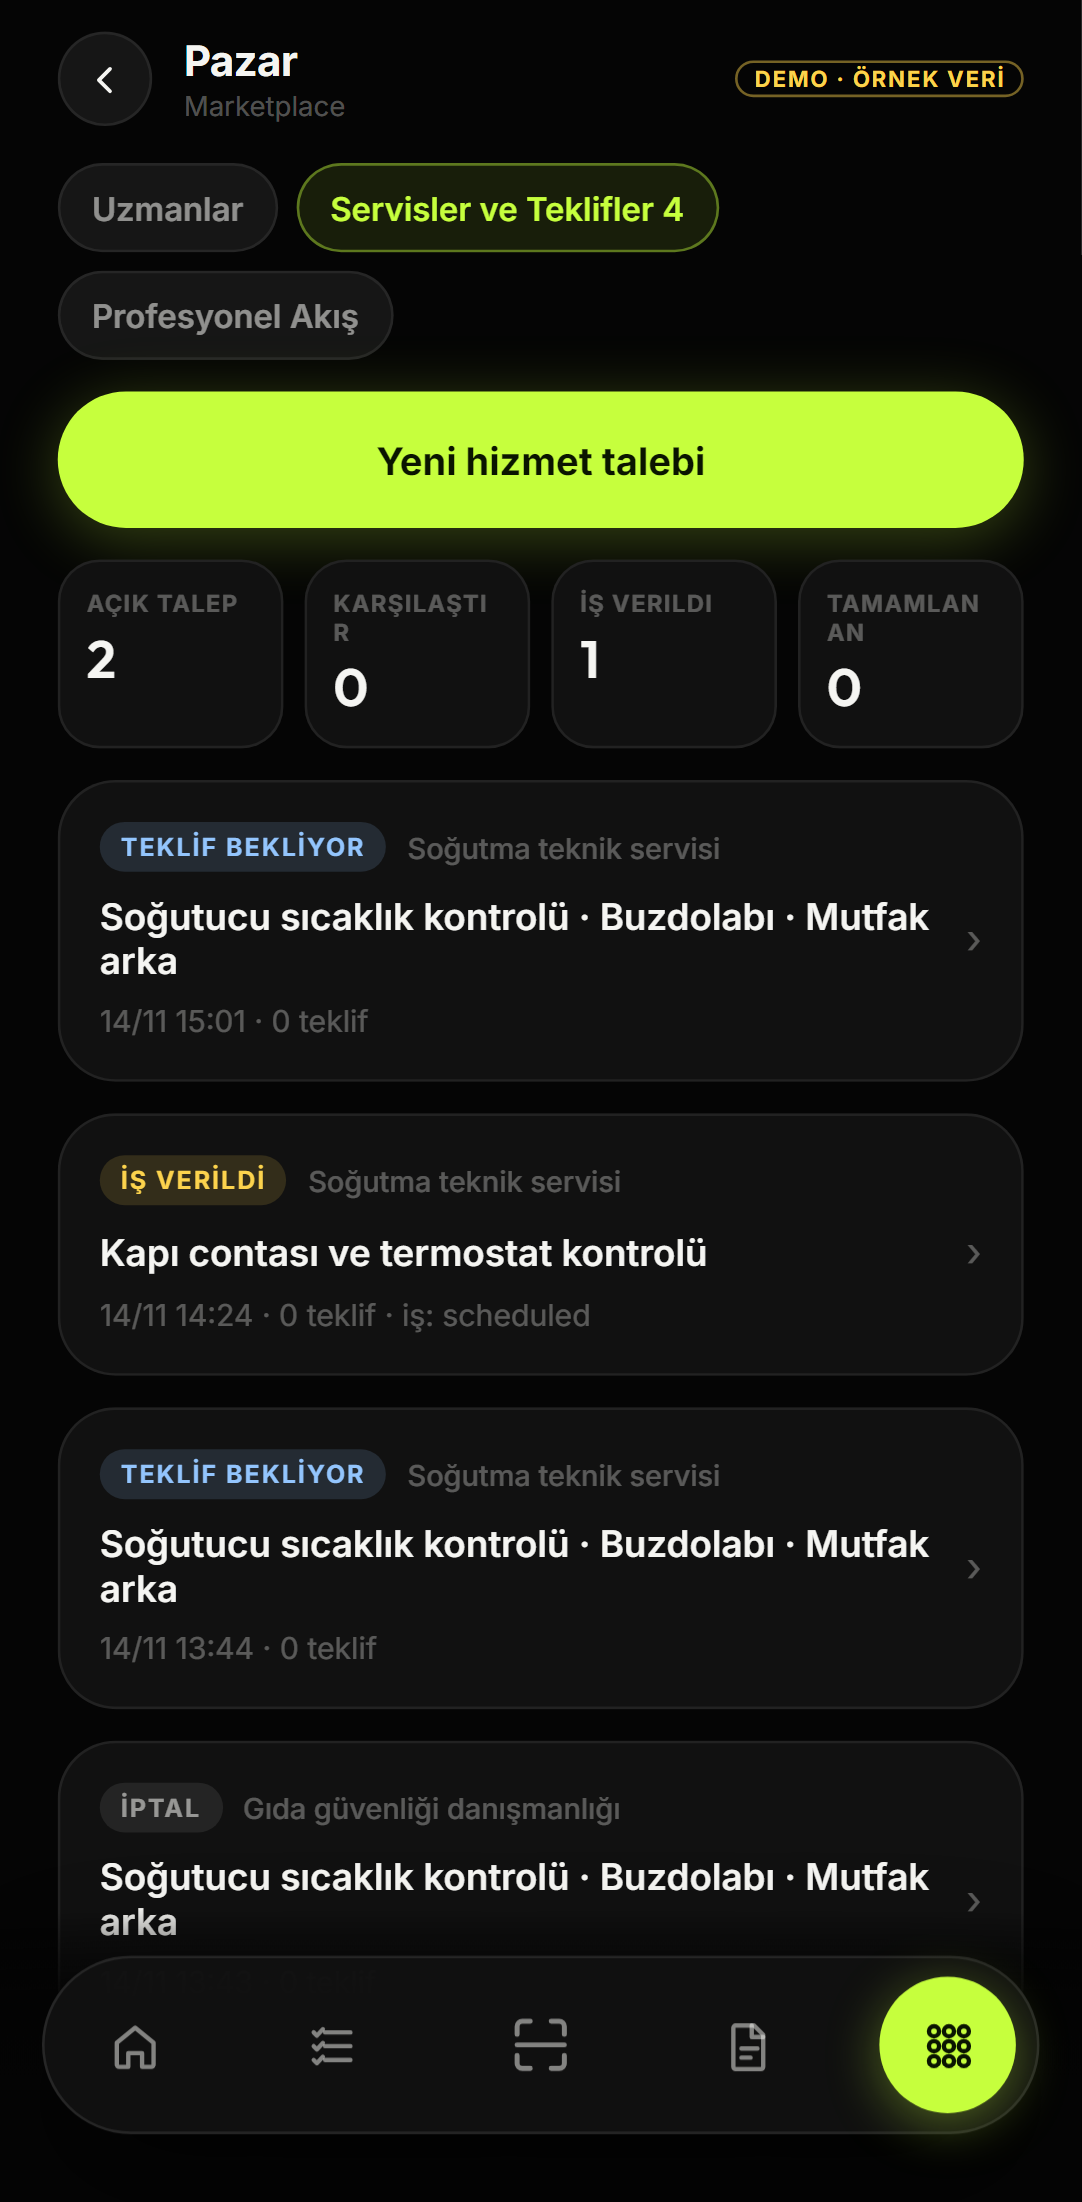 Pazar
Marketplace
DEMO · ÖRNEK VERİ
Uzmanlar
Servisler ve Teklifler 4
Profesyonel Akış
Yeni hizmet talebi
AÇIK TALEP
2
KARŞILAŞTI
R
0
İŞ VERILDI
1
TAMAMLAN
AN
0
TEKLİF BEKLİYOR
Soğutma teknik servisi
Soğutucu sıcaklık kontrolü · Buzdolabı · Mutfak
arka
14/11 15:01 · 0 teklif
İŞ VERİLDİ
Soğutma teknik servisi
Kapı contası ve termostat kontrolü
14/11 14:24 · 0 teklif · iş: scheduled
TEKLİF BEKLİYOR
Soğutma teknik servisi
Soğutucu sıcaklık kontrolü · Buzdolabı · Mutfak
arka
14/11 13:44 · 0 teklif
İPTAL
Gıda güvenliği danışmanlığı
Soğutucu sıcaklık kontrolü · Buzdolabı · Mutfak
arka